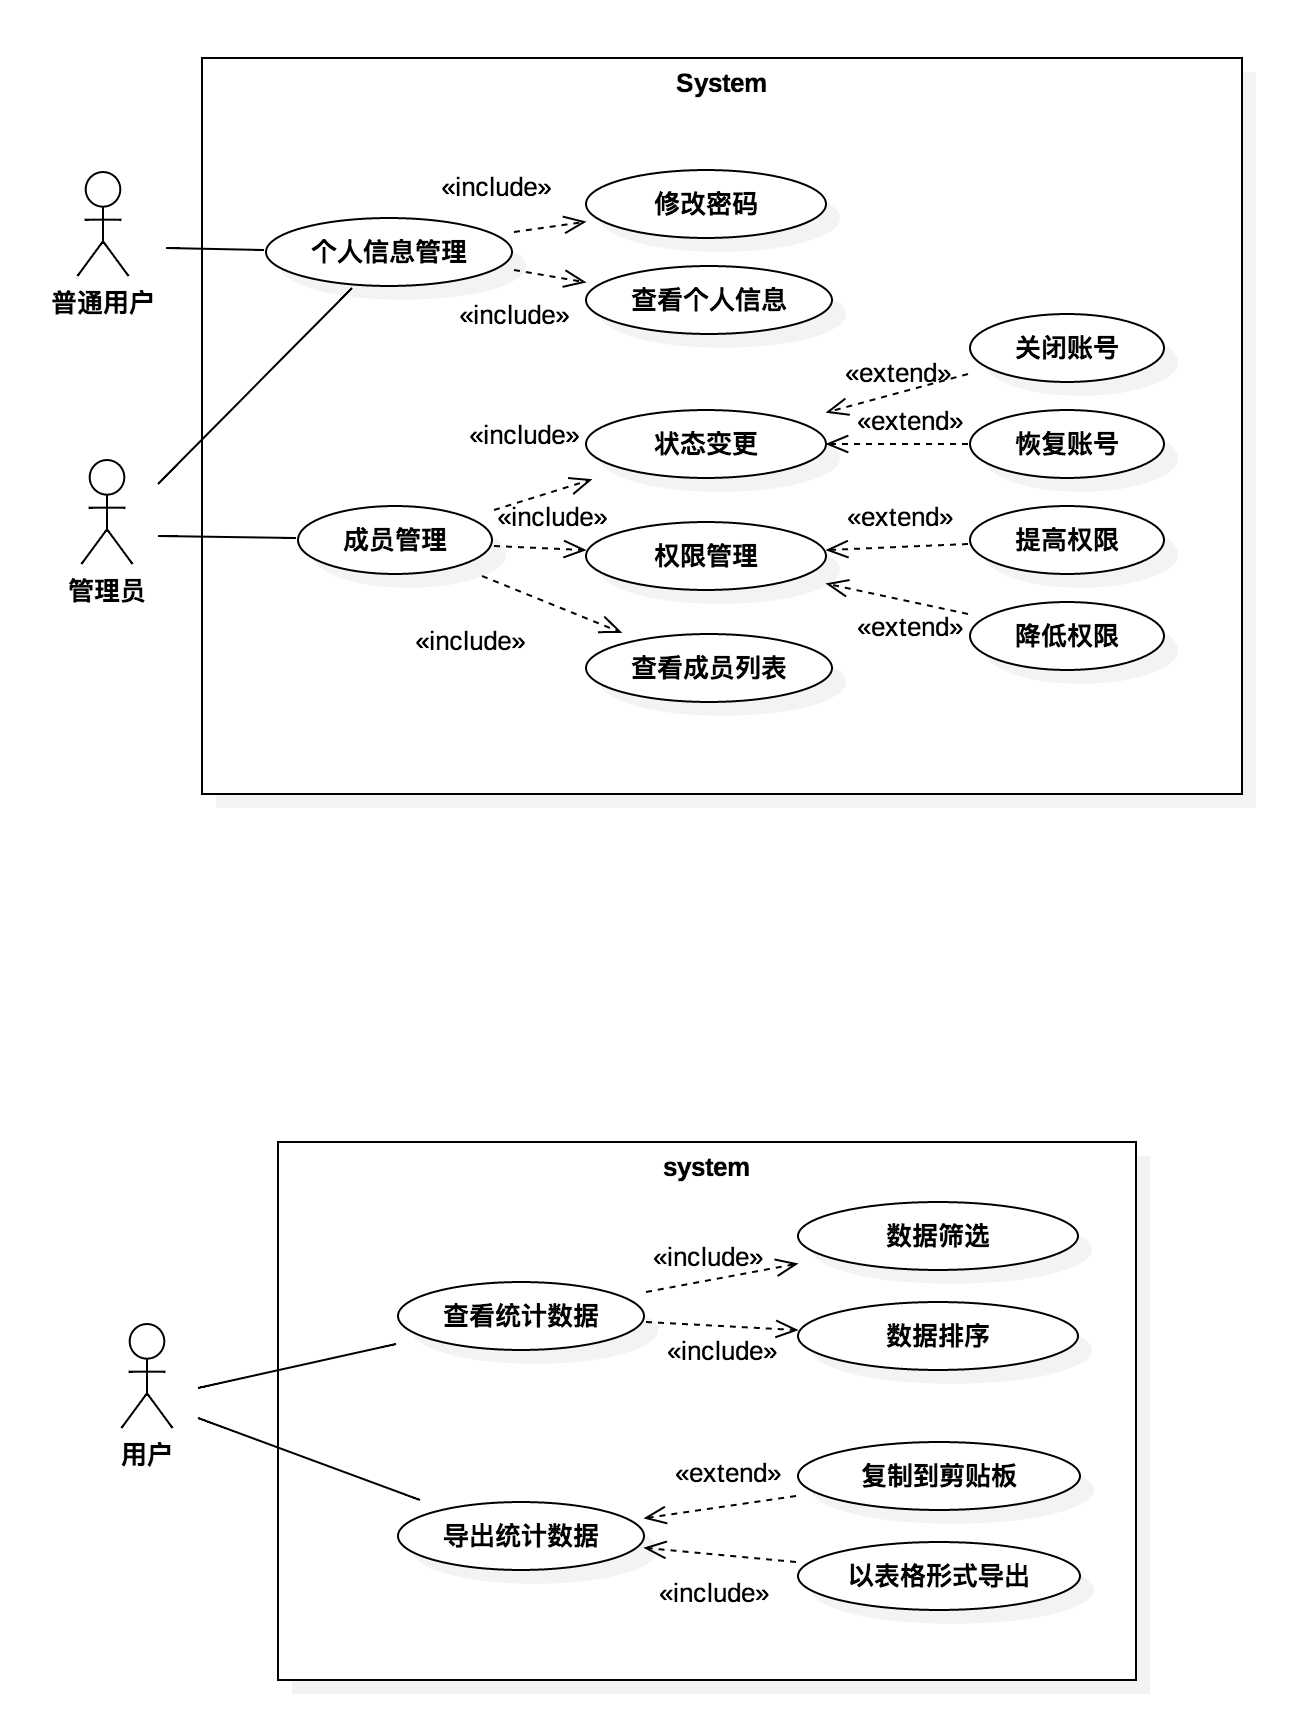 System
«include»
修改密码
个人信息管理
普通用户
查看个人信息
«include»
关闭账号
«extend»
«extend»
«include»
状态变更
恢复账号
«include»
«extend»
成员管理
权限管理
提高权限
管理员
«extend»
降低权限
«include»
查看成员列表
system
数据筛选
«include»
查看统计数据
数据排序
«include»
用户
«extend»
复制到剪贴板
导出统计数据
以表格形式导出
«include»